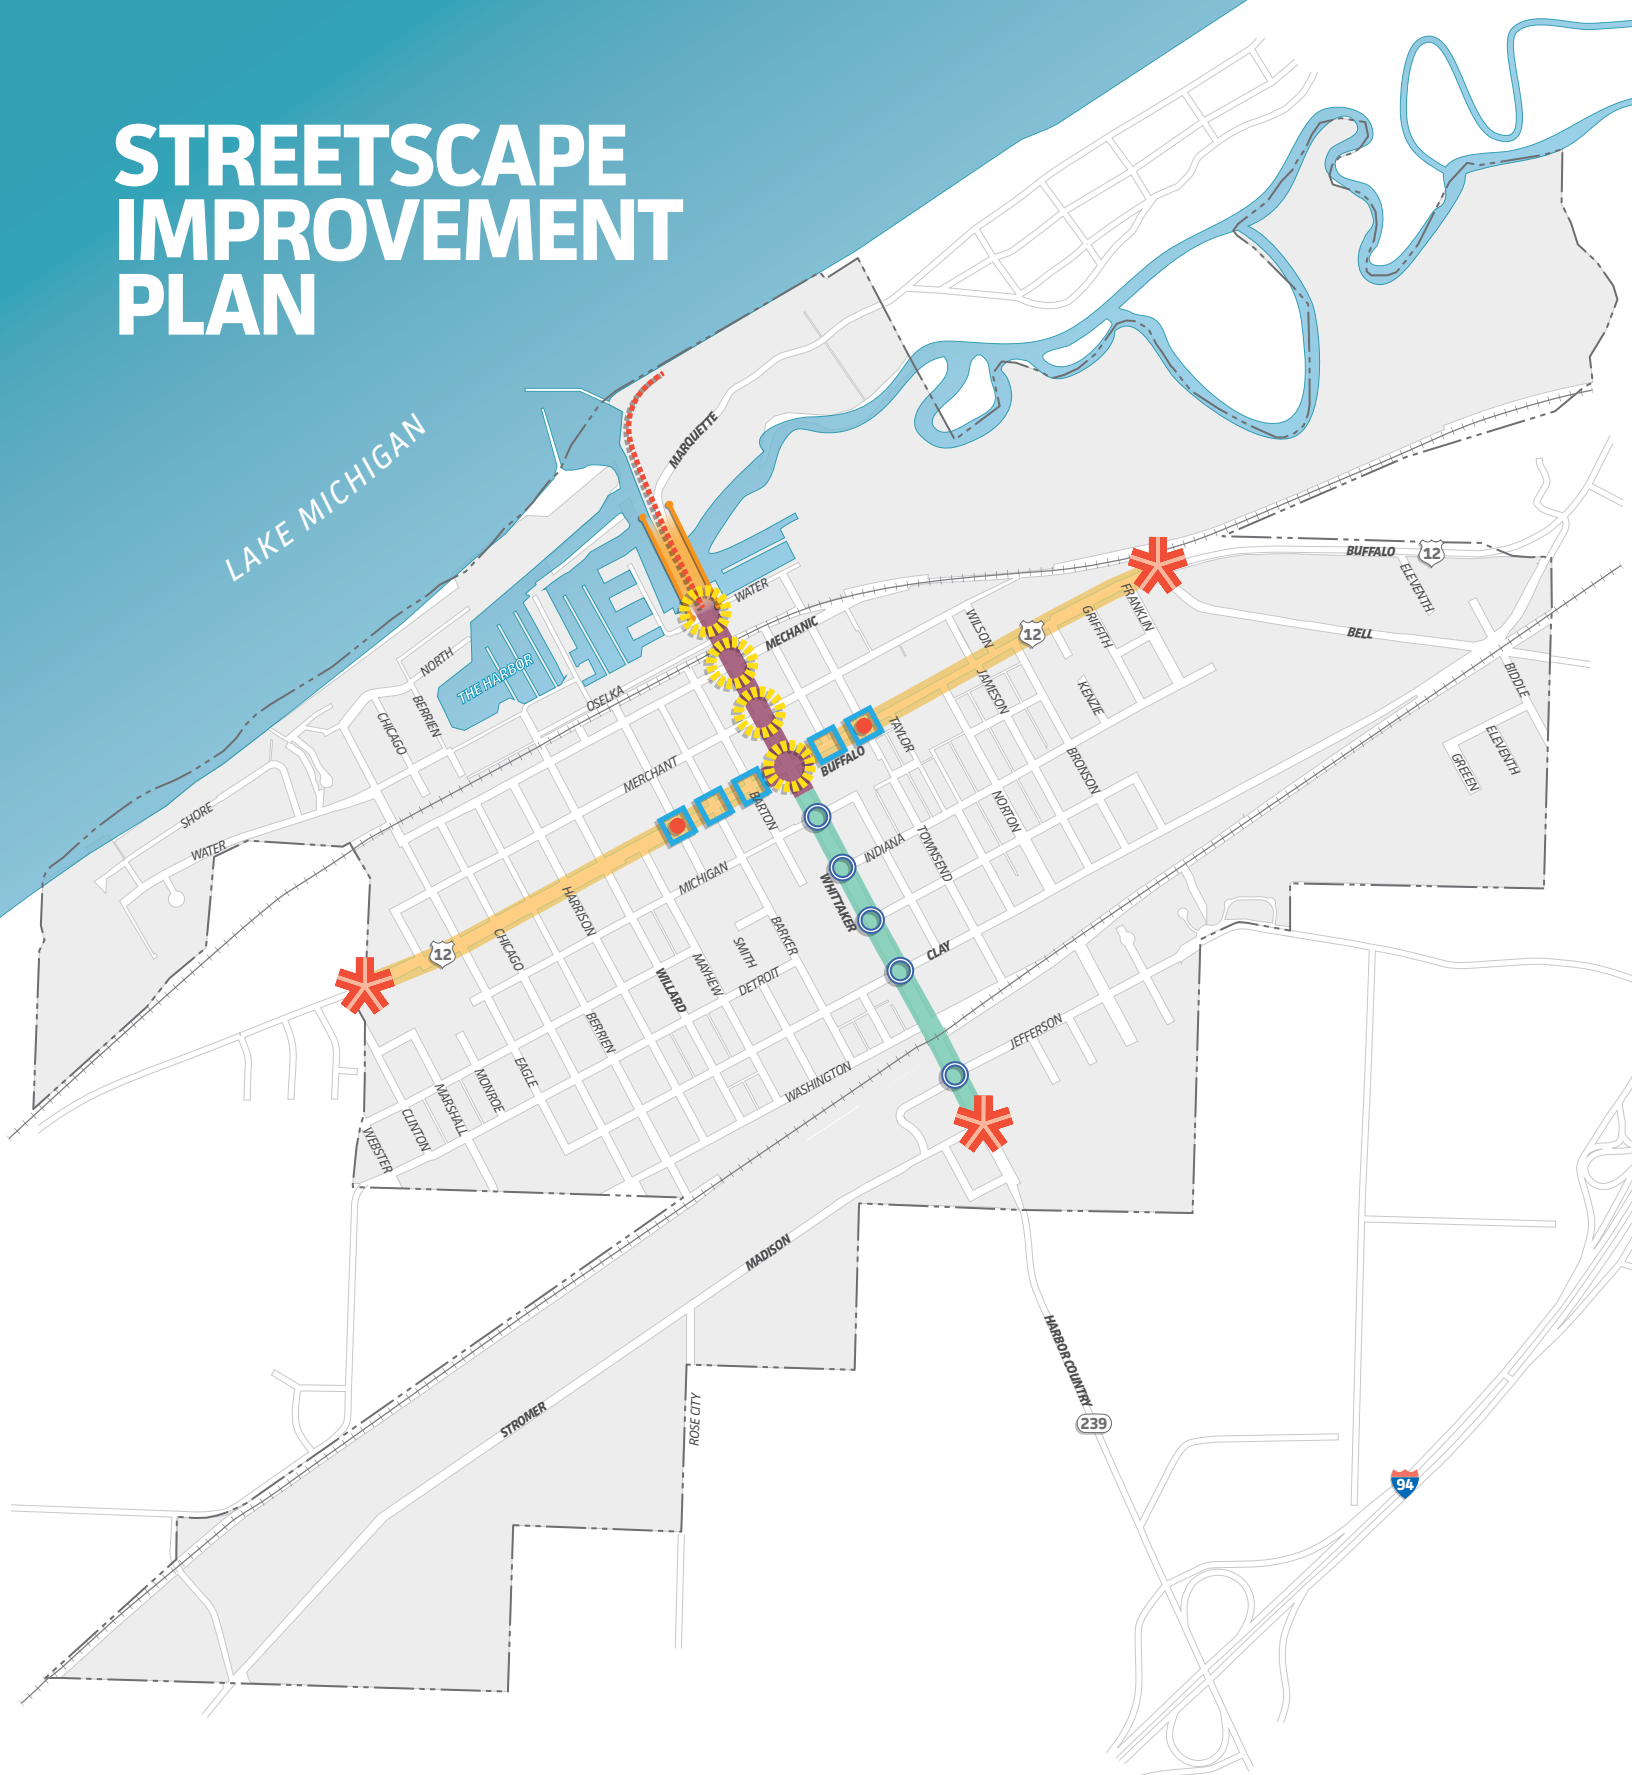 STREETSCAPE
IMPROVEMENT
PLAN
LAKE MICHIGAN
MARQUETTE
WATER
MECHANIC
BUFFALO
12
ELEVENTH
FRANKLIN
GRIFFITH
WILSON
12
BELL
NORTH
THE HARBOR
BERRIEN
CHICAGO
OSELKA
JAMESON
KENZIE
BIDDLE
ELEVENTH
GREEEN
TAYLOR
BUFFALO
BRONSON
MERCHANT
BARTON
SHORE
WATER
NORTON
INDIANA
TOWNSEND
MICHIGAN
WHITTAKER
HARRISON
CHICAGO
12
CLAY
BARKER
SMITH
MAYHEW
DETROIT
WILLARD
BERRIEN
JEFFERSON
EAGLE
MONROE
WASHINGTON
MARSHALL
CLINTON
WEBSTER
MADISON
STROMER
ROSE CITY
HARBOR COUNTRY
239
94